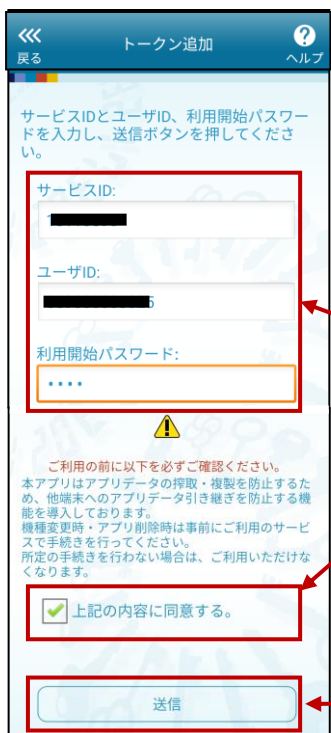 戻る
トークン追加
ヘルプ
サービスIDとユーザID、利用開始パスワー
ドを入力し、送信ボタンを押してくださ
い。
サービスID:
ユーザID:
利用開始パスワード:
••••
ご利用の前に以下を必ずご確認ください。
本アプリはアプリデータの搾取・複製を防止するた
め、他端末へのアプリデータ引き継ぎを防止する機
能を導入しております。
機種変更時・アプリ削除時は事前にご利用のサービ
スで手続きを行ってください。
所定の手続きを行わない場合は、ご利用いただけな
くなります。
上記の内容に同意する。
送信